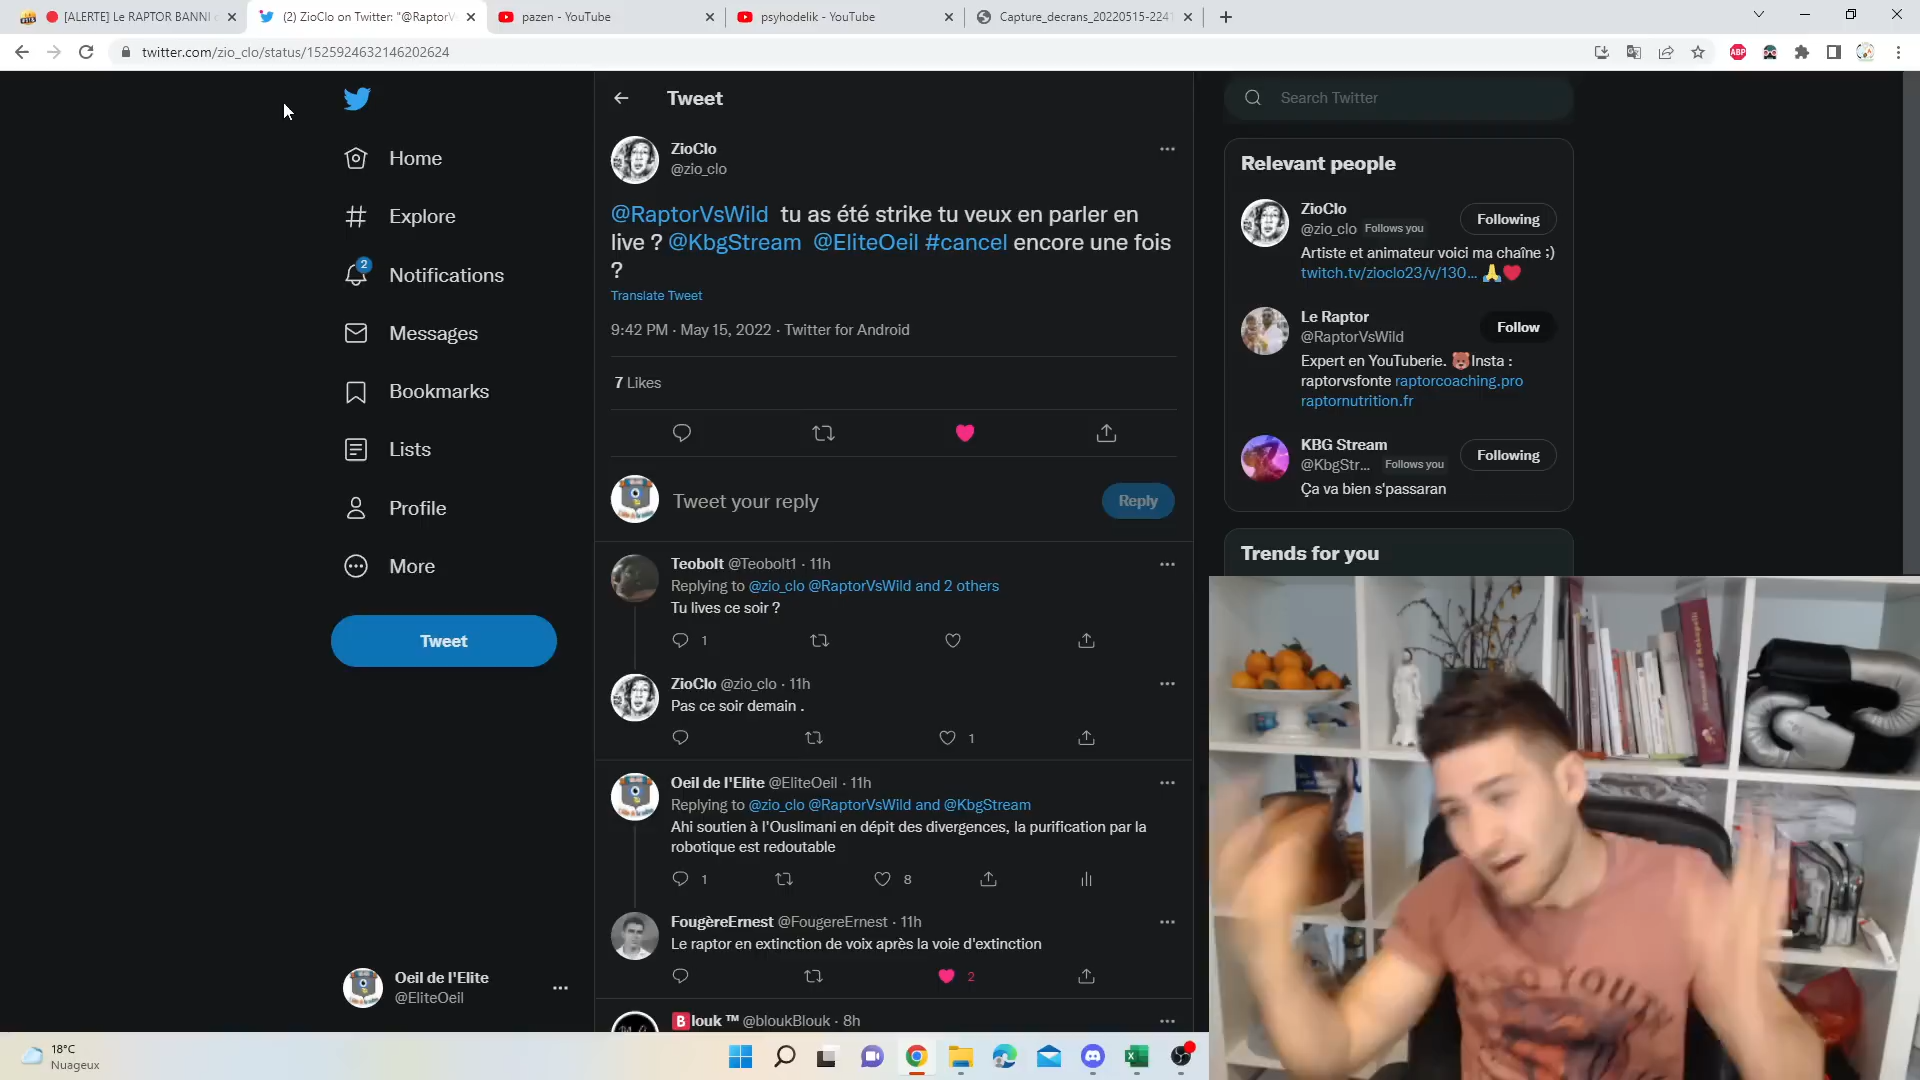 [ALERTE] Le RAPTOR BANNI
(2) ZioClo on Twitter: "@RaptorV
pazen - YouTube
psyhodelik - YouTube
Capture_decrans_20220515-2241
twitter.com/zio_clo/status/1525924632146202624
ABP
Home
Explore
2
Notifications
Messages
Bookmarks
Lists
Profile
More
Tweet
Oeil de l'Elite
@EliteOeil
Tweet
ZioClo
@zio_clo
@RaptorVsWild tu as été strike tu veux en parler en
live ? @KbgStream @EliteOeil #cancel encore une fois
?
Translate Tweet
9:42 PM · May 15, 2022 · Twitter for Android
7 Likes
Tweet your reply
Reply
Teobolt @Teobolt1 · 11h
Replying to @zio_clo @RaptorVsWild and 2 others
Tu lives ce soir ?
1
ZioClo @zio_clo · 11h
Pas ce soir demain .
1
Oeil de l'Elite @EliteOeil · 11h
Replying to @zio_clo @RaptorVsWild and @KbgStream
Ahi soutien à l'Ouslimani en dépit des divergences, la purification par la
robotique est redoutable
1 8
FougèreErnest @FougereErnest · 11h
Le raptor en extinction de voix après la voie d'extinction
2
🅱louk ™ @bloukBlouk · 8h
Search Twitter
Relevant people
ZioClo
@zio_clo Follows you
Following
Artiste et animateur voici ma chaîne ;)
twitch.tv/zioclo23/v/130... 🙏❤️
Le Raptor
@RaptorVsWild
Follow
Expert en YouTuberie. 🐻Insta :
raptorvsfonte raptorcoaching.pro
raptornutrition.fr
KBG Stream
@KbgStr... Follows you
Following
Ça va bien s'passaran
Trends for you
18°C
Nuageux